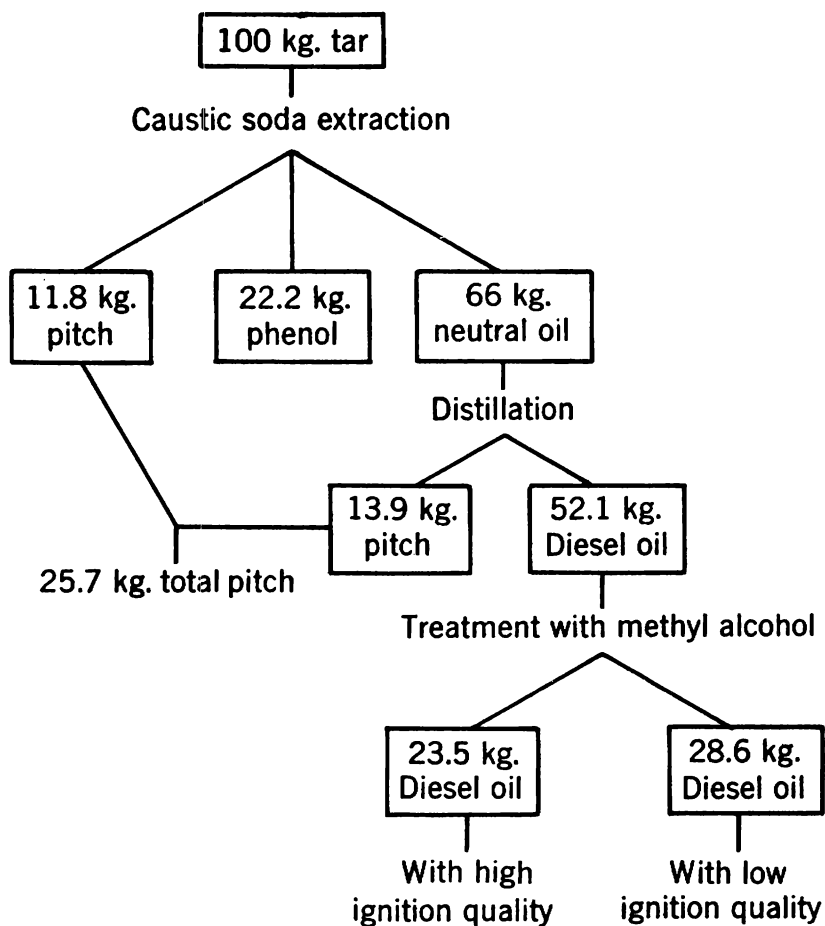 100 kg. tar
Caustic soda extraction
11.8 kg.
pitch
22.2 kg.
phenol
66 kg.
neutral oil
Distillation
13.9 kg.
pitch
52.1 kg.
Diesel oil
25.7 kg. total pitch
Treatment with methyl alcohol
23.5 kg.
Diesel oil
28.6 kg.
Diesel oil
With high
ignition quality
With low
ignition quality